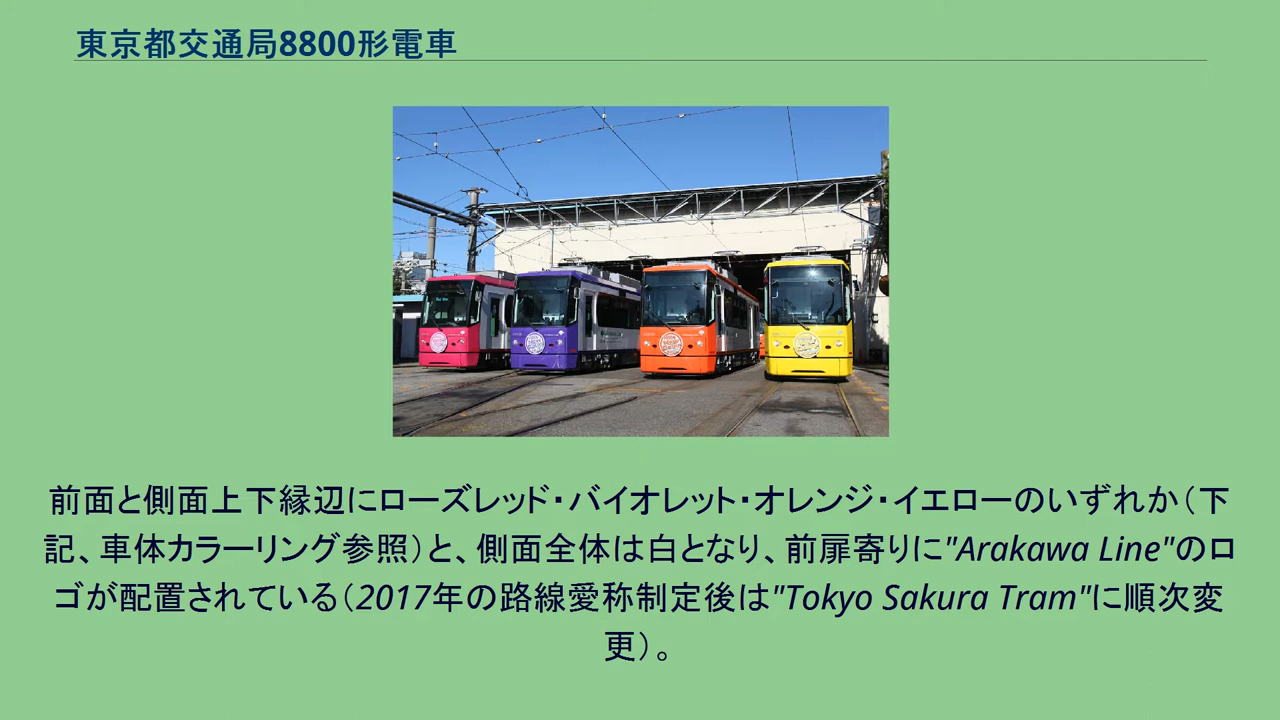 東京都交通局8800形電車
前面と側面上下縁辺にローズレッド・バイオレット・オレンジ・イエローのいずれか（下
記、車体カラーリング参照）と、側面全体は白となり、前扉寄りに"Arakawa Line"のロ
ゴが配置されている（2017年の路線愛称制定後は"Tokyo Sakura Tram"に順次変
更）。